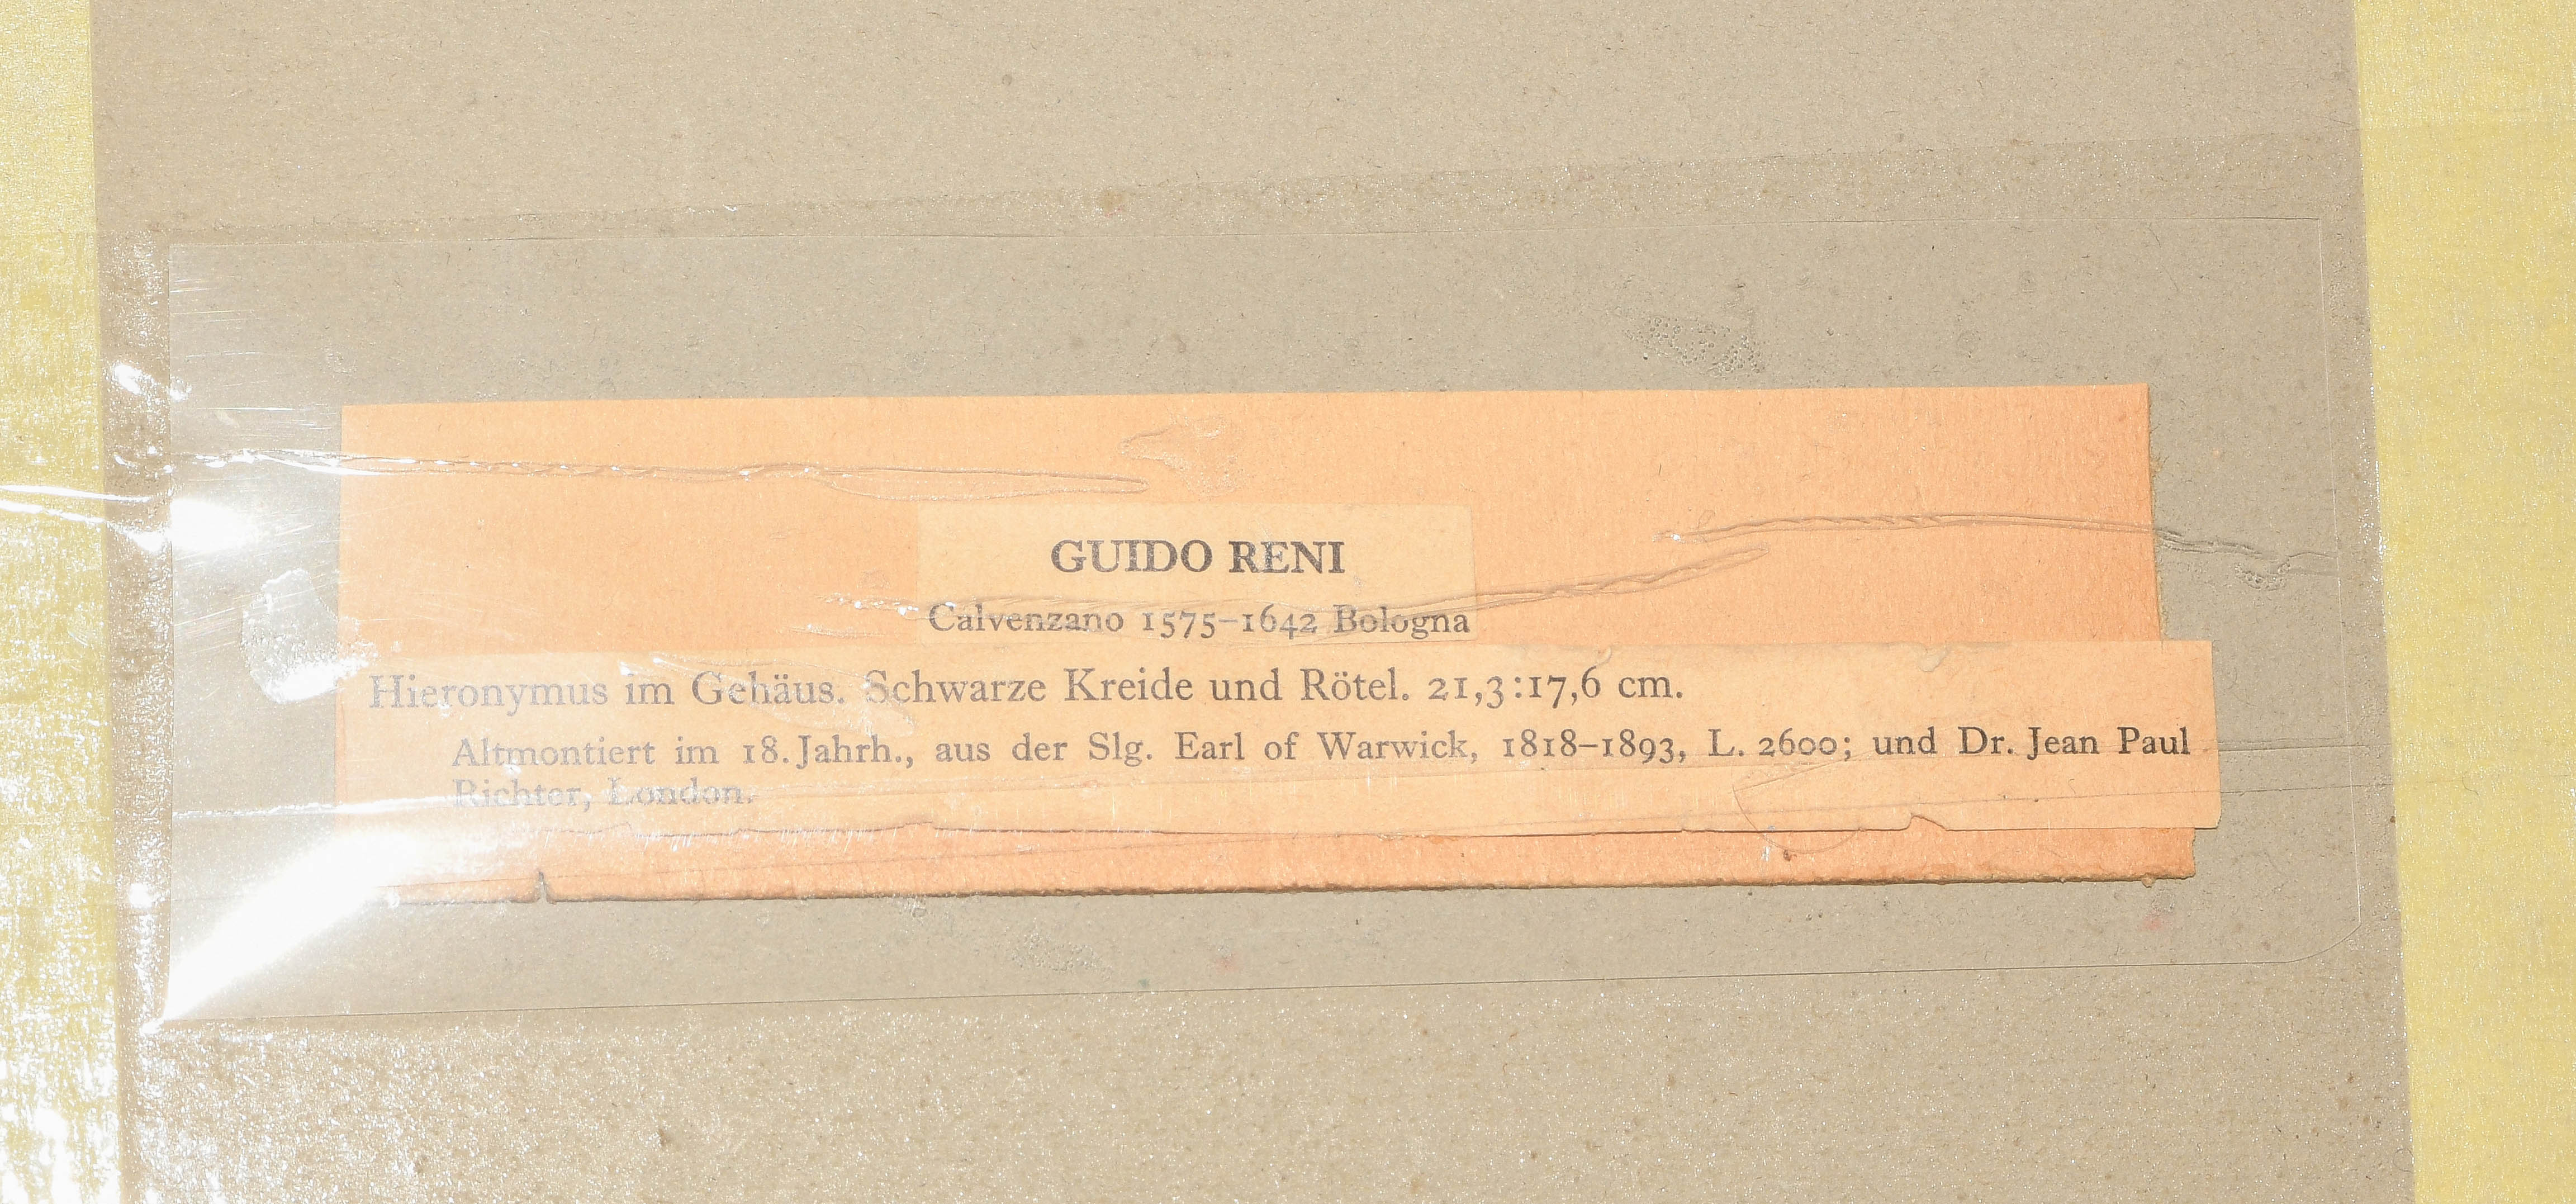 GUIDO RENI
Calvenzano 1575–1642 Bologna
Hieronymus im Gehäus. Schwarze Kreide und Rötel. 21,3:17,6 cm.
Altmontiert im 18. Jahrh., aus der Slg. Earl of Warwick, 1818–1893, L. 2600; und Dr. Jean Paul
Richter, London.